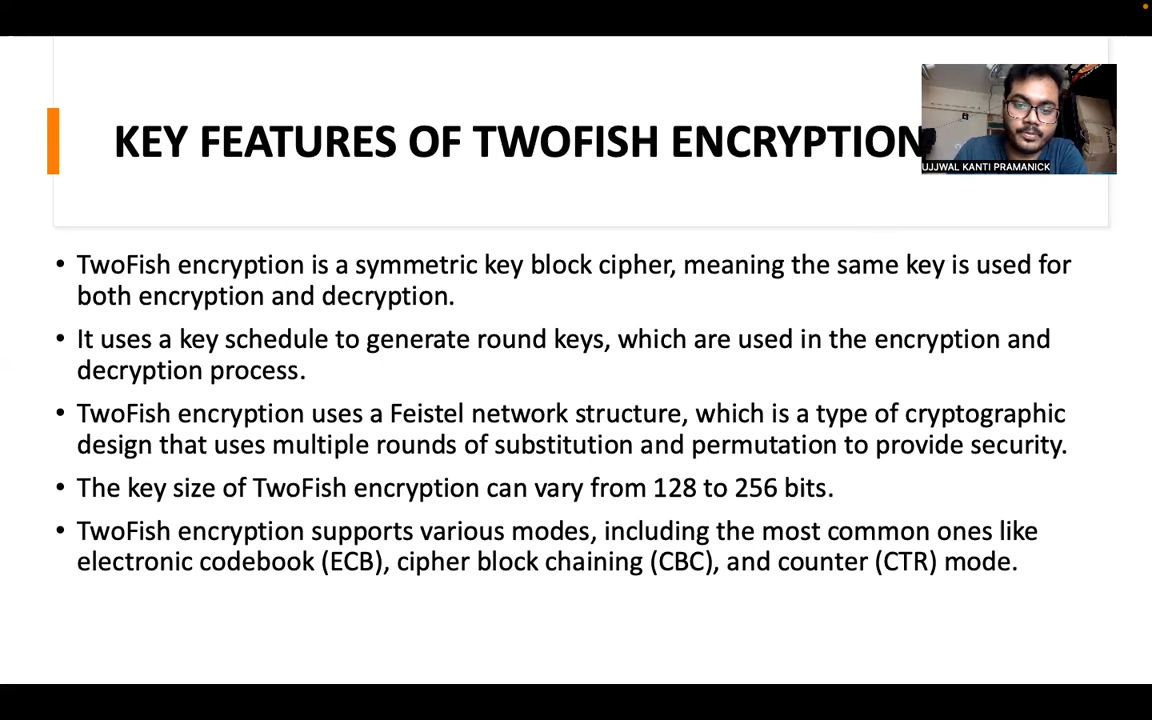 KEY FEATURES OF TWOFISH ENCRYPTION
UJJWAL KANTI PRAMANICK
• TwoFish encryption is a symmetric key block cipher, meaning the same key is used for
both encryption and decryption.
• It uses a key schedule to generate round keys, which are used in the encryption and
decryption process.
• TwoFish encryption uses a Feistel network structure, which is a type of cryptographic
design that uses multiple rounds of substitution and permutation to provide security.
• The key size of TwoFish encryption can vary from 128 to 256 bits.
• TwoFish encryption supports various modes, including the most common ones like
electronic codebook (ECB), cipher block chaining (CBC), and counter (CTR) mode.